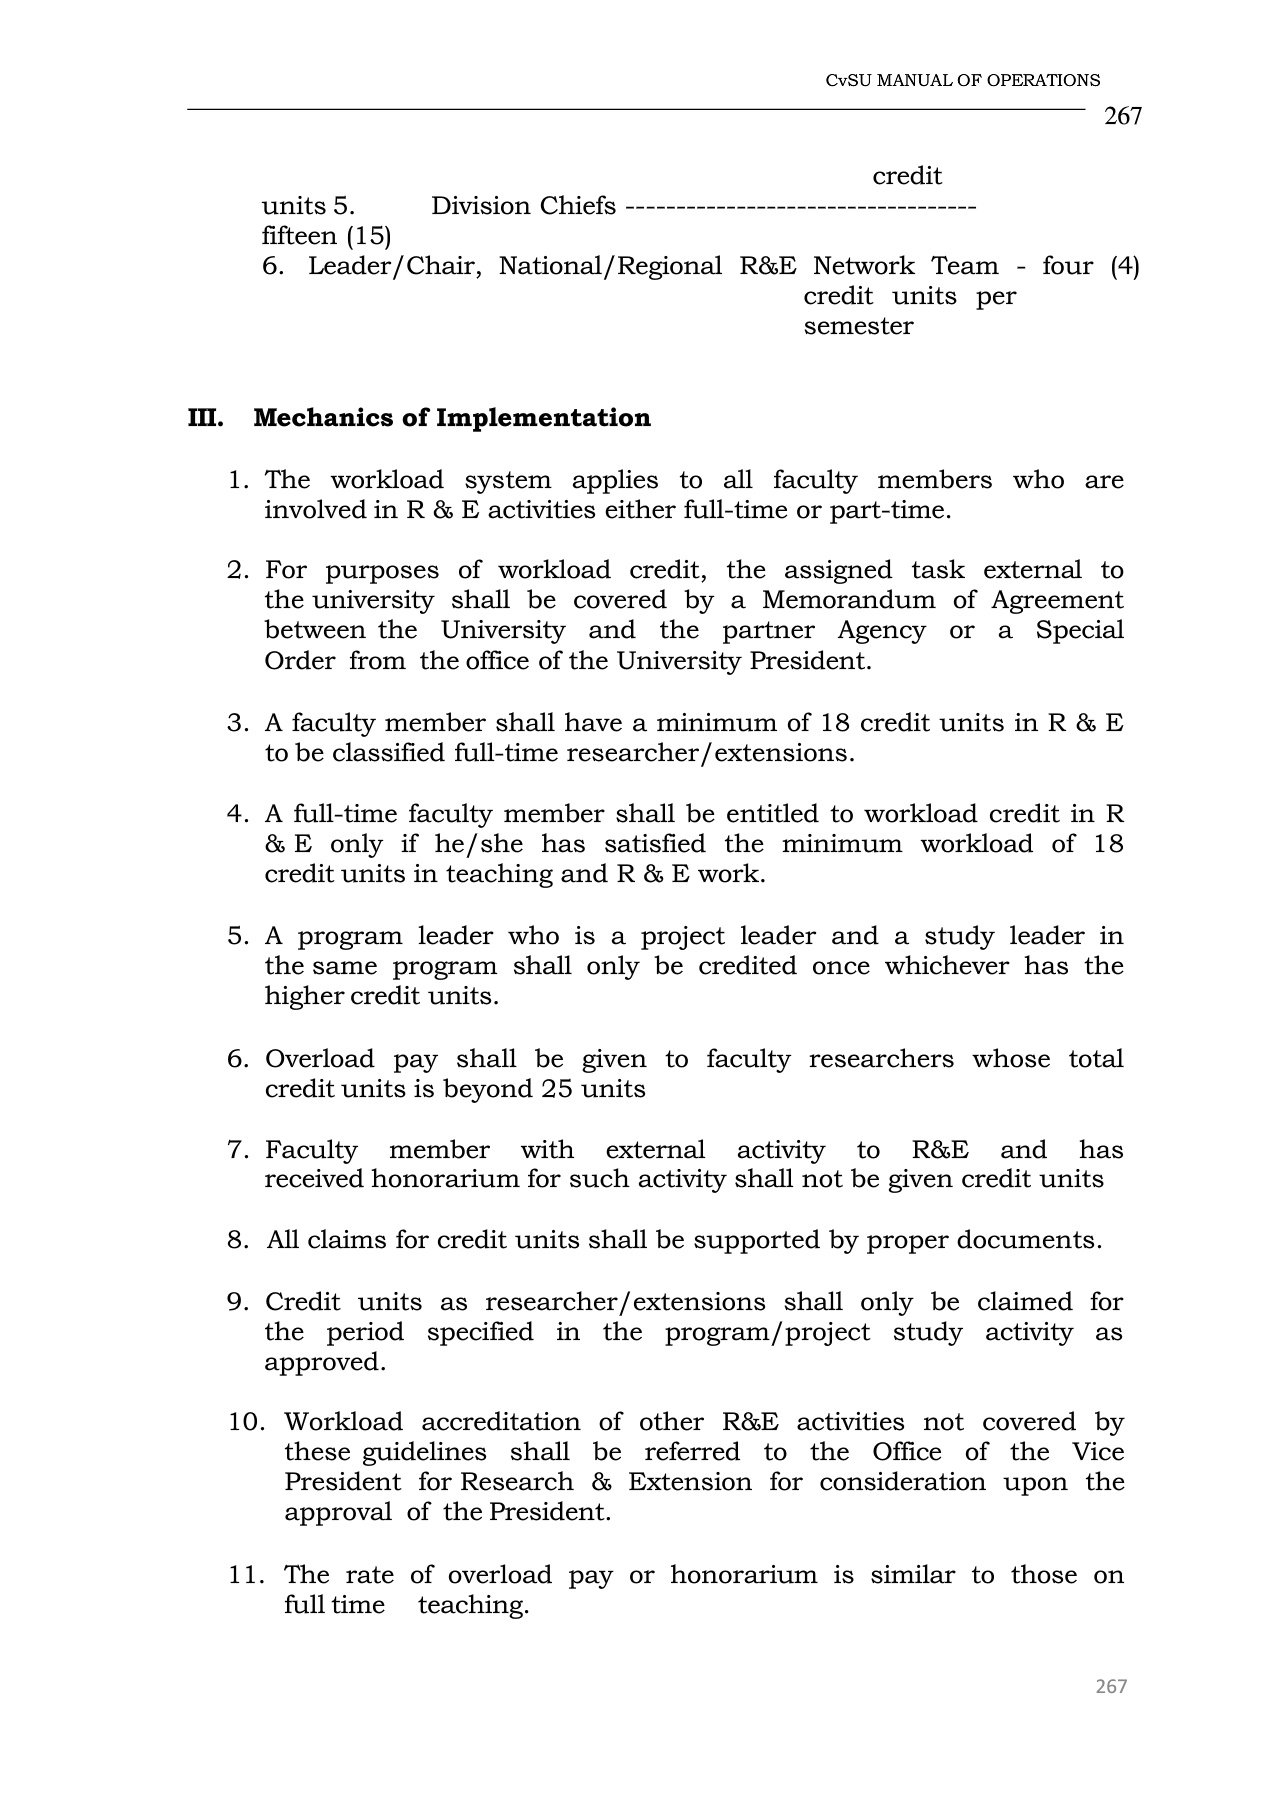 CvSU MANUAL OF OPERATIONS
267
credit
units 5. Division Chiefs ----------------------------------
fifteen (15)
6. Leader/Chair, National/Regional R&E Network Team - four (4)
credit units per
semester
III. Mechanics of Implementation
1. The workload system applies to all faculty members who are
involved in R & E activities either full-time or part-time.
2. For purposes of workload credit, the assigned task external to
the university shall be covered by a Memorandum of Agreement
between the University and the partner Agency or a Special
Order from the office of the University President.
3. A faculty member shall have a minimum of 18 credit units in R & E
to be classified full-time researcher/extensions.
4. A full-time faculty member shall be entitled to workload credit in R
& E only if he/she has satisfied the minimum workload of 18
credit units in teaching and R & E work.
5. A program leader who is a project leader and a study leader in
the same program shall only be credited once whichever has the
higher credit units.
6. Overload pay shall be given to faculty researchers whose total
credit units is beyond 25 units
7. Faculty member with external activity to R&E and has
received honorarium for such activity shall not be given credit units
8. All claims for credit units shall be supported by proper documents.
9. Credit units as researcher/extensions shall only be claimed for
the period specified in the program/project study activity as
approved.
10. Workload accreditation of other R&E activities not covered by
these guidelines shall be referred to the Office of the Vice
President for Research & Extension for consideration upon the
approval of the President.
11. The rate of overload pay or honorarium is similar to those on
full time teaching.
267